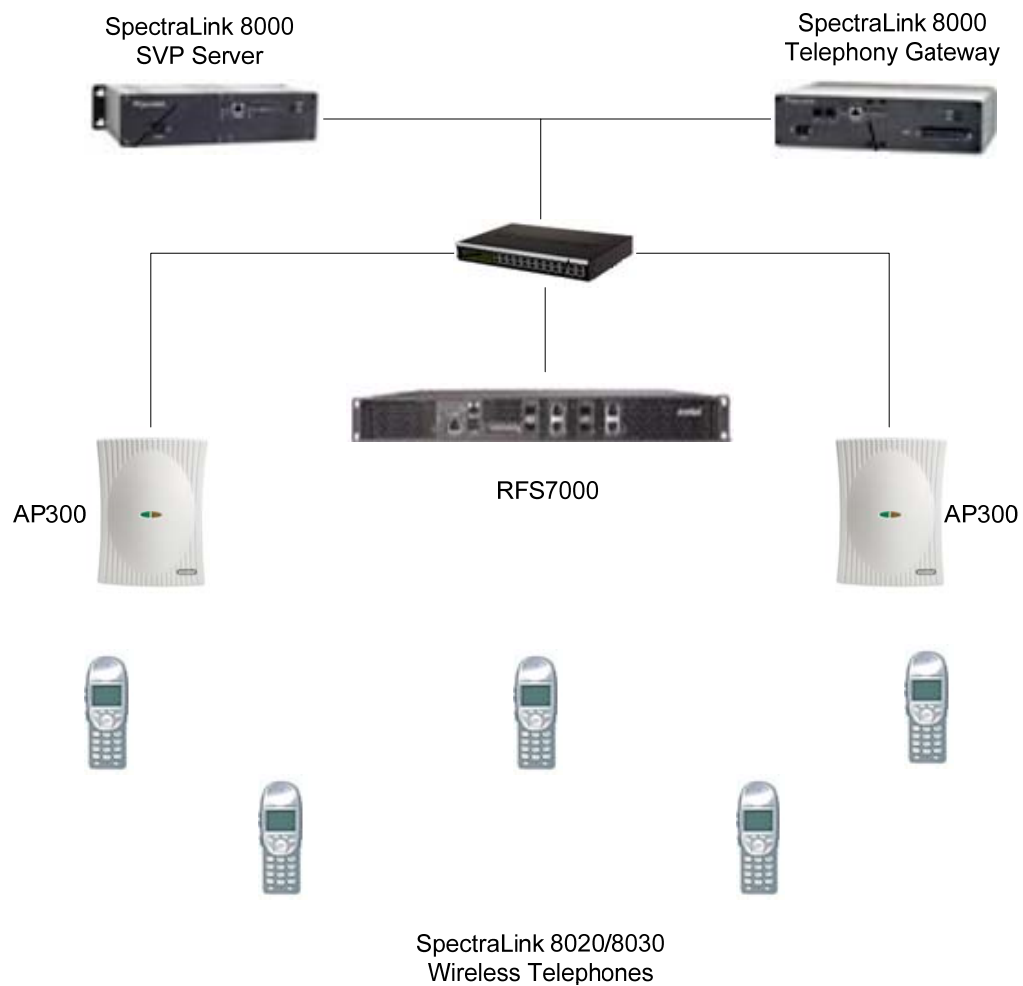 SpectraLink 8000
SVP Server
SpectraLink 8000
Telephony Gateway
RFS7000
AP300
AP300
SpectraLink 8020/8030
Wireless Telephones